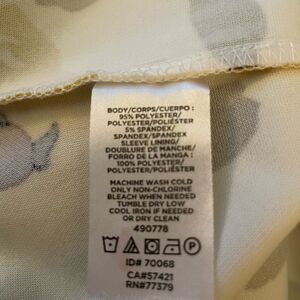 BODY/CORPS/CUERPO :
95% POLYESTER/
POLYESTER/POLIÉSTER
5% SPANDEX/
SPANDEX/SPANDEX
SLEEVE LINING/
DOUBLURE DE MANCHE/
FORRO DE LA MANGA :
100% POLYESTER/
POLYESTER/POLIÉSTER
MACHINE WASH COLD
ONLY NON-CHLORINE
BLEACH WHEN NEEDED
TUMBLE DRY LOW
COOL IRON IF NEEDED
OR DRY CLEAN
490778
ID# 70068
CA#57421
RN#77379